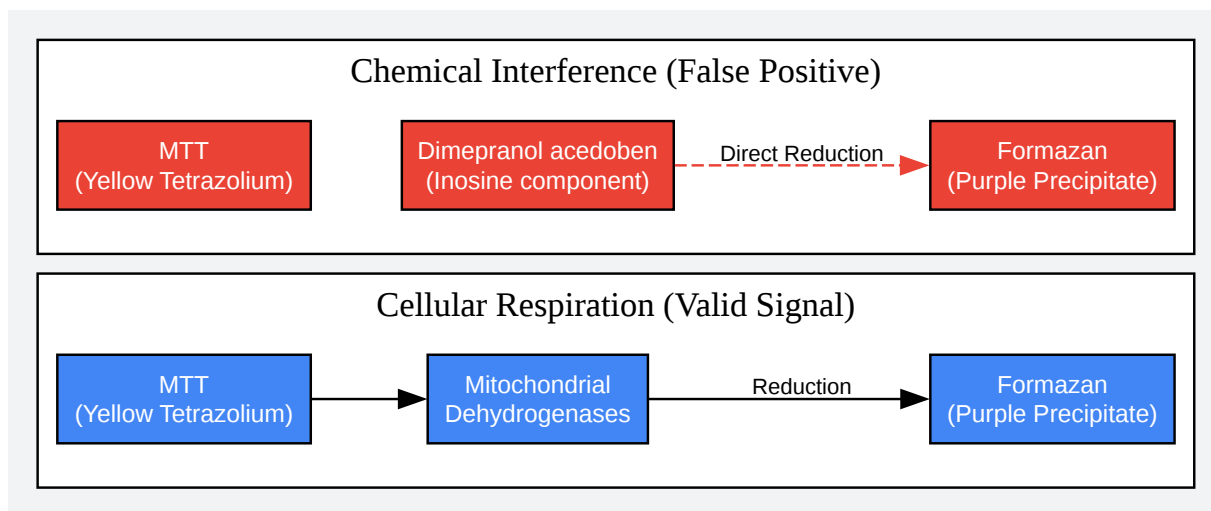 Chemical Interference (False Positive)
MTT
(Yellow Tetrazolium)
Dimepranol acedoben
(Inosine component)
Direct Reduction
Formazan
(Purple Precipitate)
Cellular Respiration (Valid Signal)
MTT
(Yellow Tetrazolium)
Mitochondrial
Dehydrogenases
Reduction
Formazan
(Purple Precipitate)